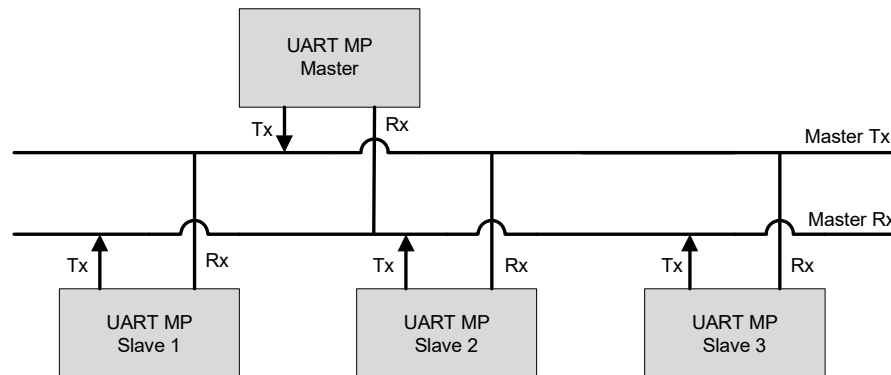 UART MP
Master
Tx
Rx
Master Tx
Master Rx
Tx
Rx
Tx
Rx
Tx
Rx
UART MP
Slave 1
UART MP
Slave 2
UART MP
Slave 3